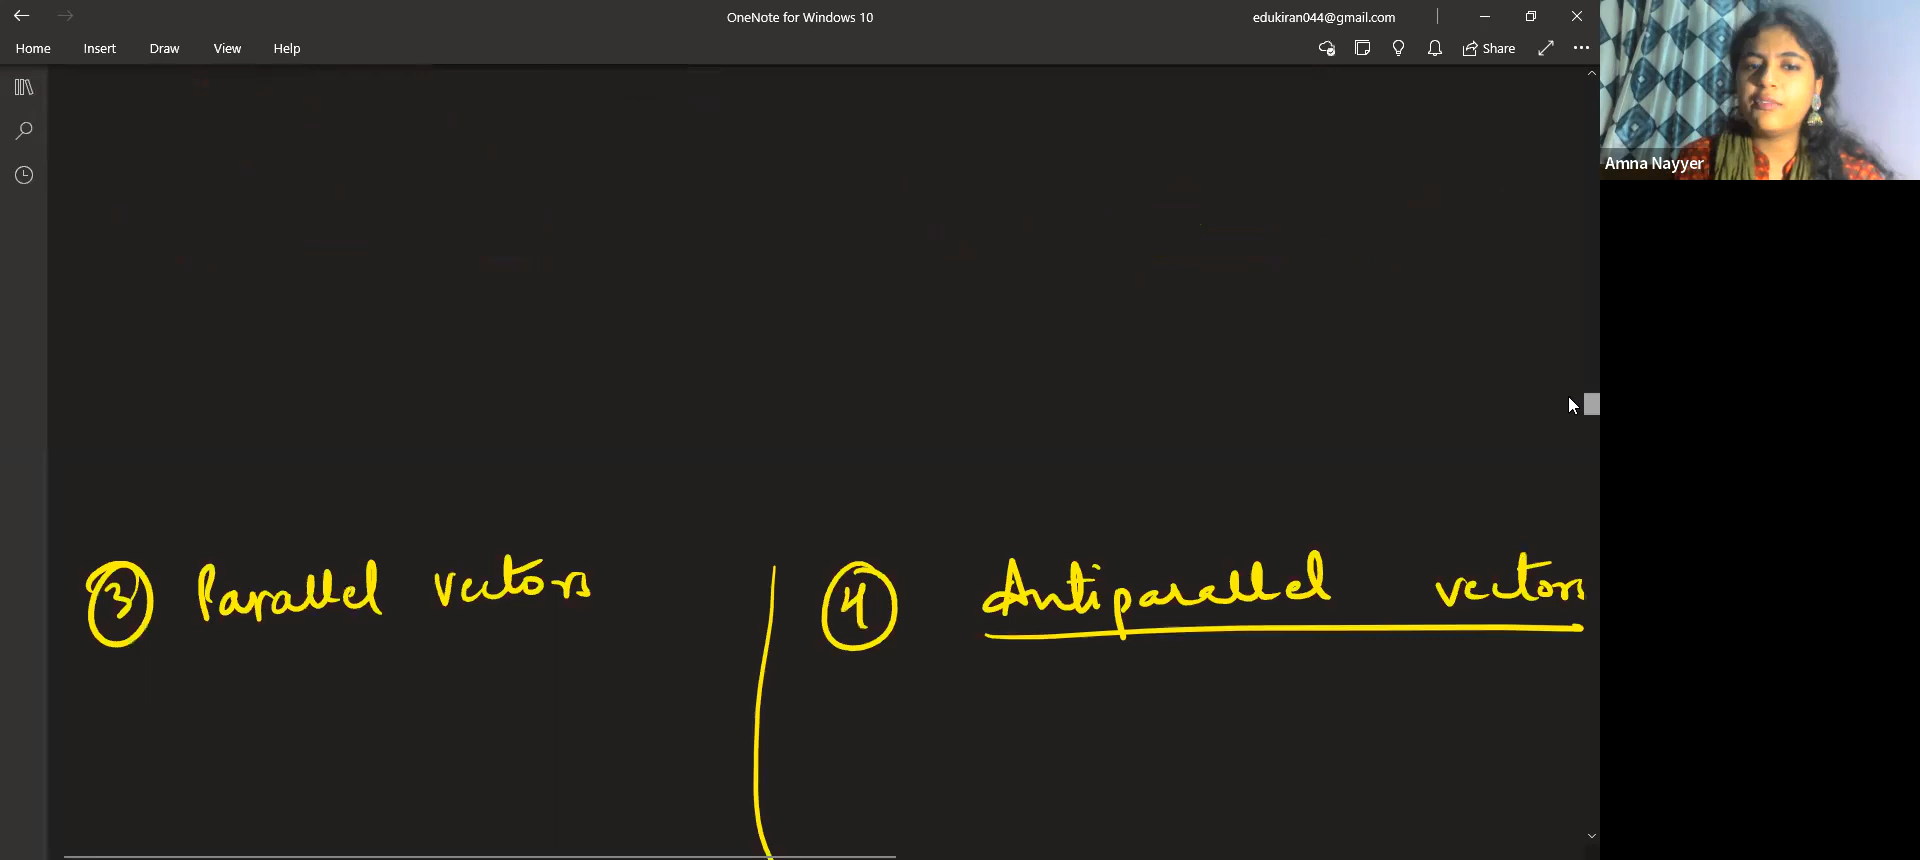 OneNote for Windows 10
edukiran044@gmail.com
Home Insert Draw View Help
Share
Amna Nayyer
3 Parallel vectors
4 Antiparallel vectors